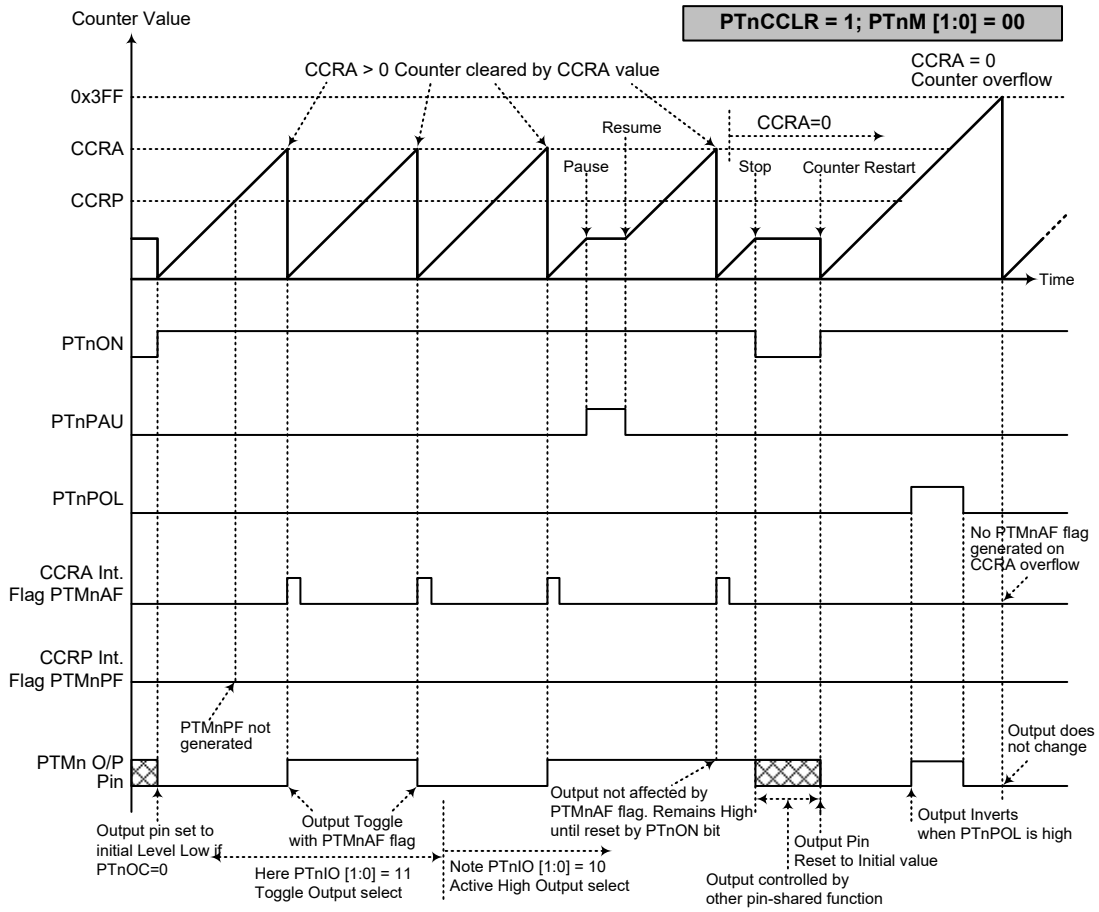 Counter Value
PTnCCLR = 1; PTnM [1:0] = 00
CCRA > 0 Counter cleared by CCRA value
CCRA = 0
Counter overflow
0x3FF
CCRA=0
Resume
CCRA
Pause
Stop
Counter Restart
CCRP
Time
PTnON
PTnPAU
PTnPOL
No PTMnAF flag
generated on
CCRA overflow
CCRA Int.
Flag PTMnAF
CCRP Int.
Flag PTMnPF
PTMnPF not
generated
Output does
not change
PTMn O/P
Pin
Output pin set to
initial Level Low if
PTnOC=0
Output Toggle
with PTMnAF flag
Output not affected by
PTMnAF flag. Remains High
until reset by PTnON bit
Output Inverts
when PTnPOL is high
Output Pin
Reset to Initial value
Here PTnIO [1:0] = 11
Toggle Output select
Note PTnIO [1:0] = 10
Active High Output select
Output controlled by
other pin-shared function